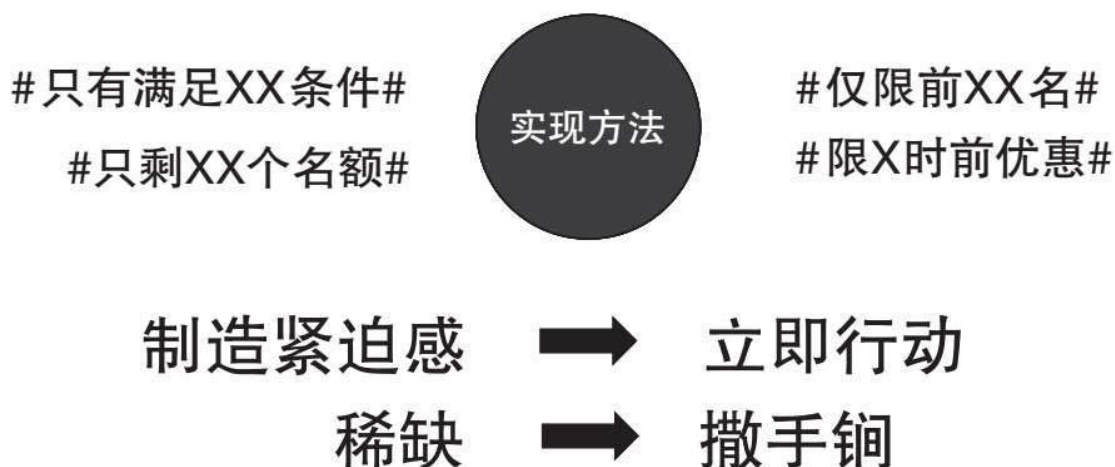 #只有满足XX条件#
#只剩XX个名额#
实现方法
#仅限前XX名#
#限X时前优惠#
制造紧迫感 立即行动
稀缺 撒手锏